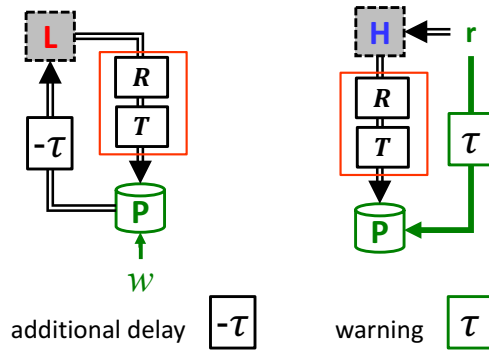 L
R
T
-τ
P
w
H
r
R
T
τ
P
additional delay -τ
warning τ